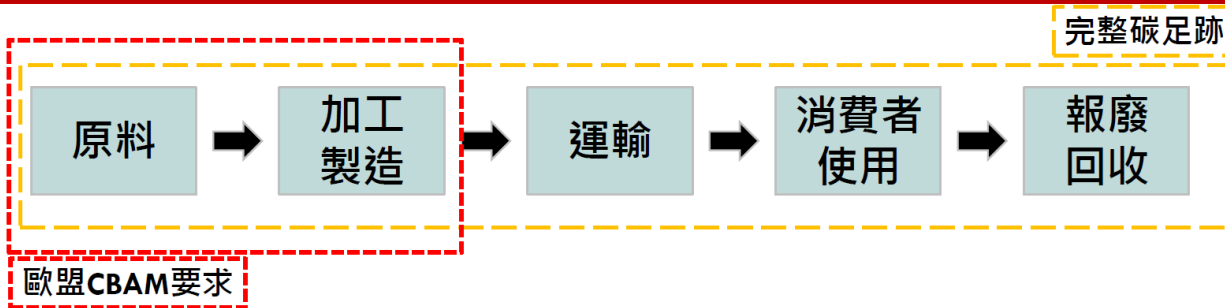 完整碳足跡
原料
加工
製造
運輸
消費者
使用
報廢
回收
歐盟CBAM要求